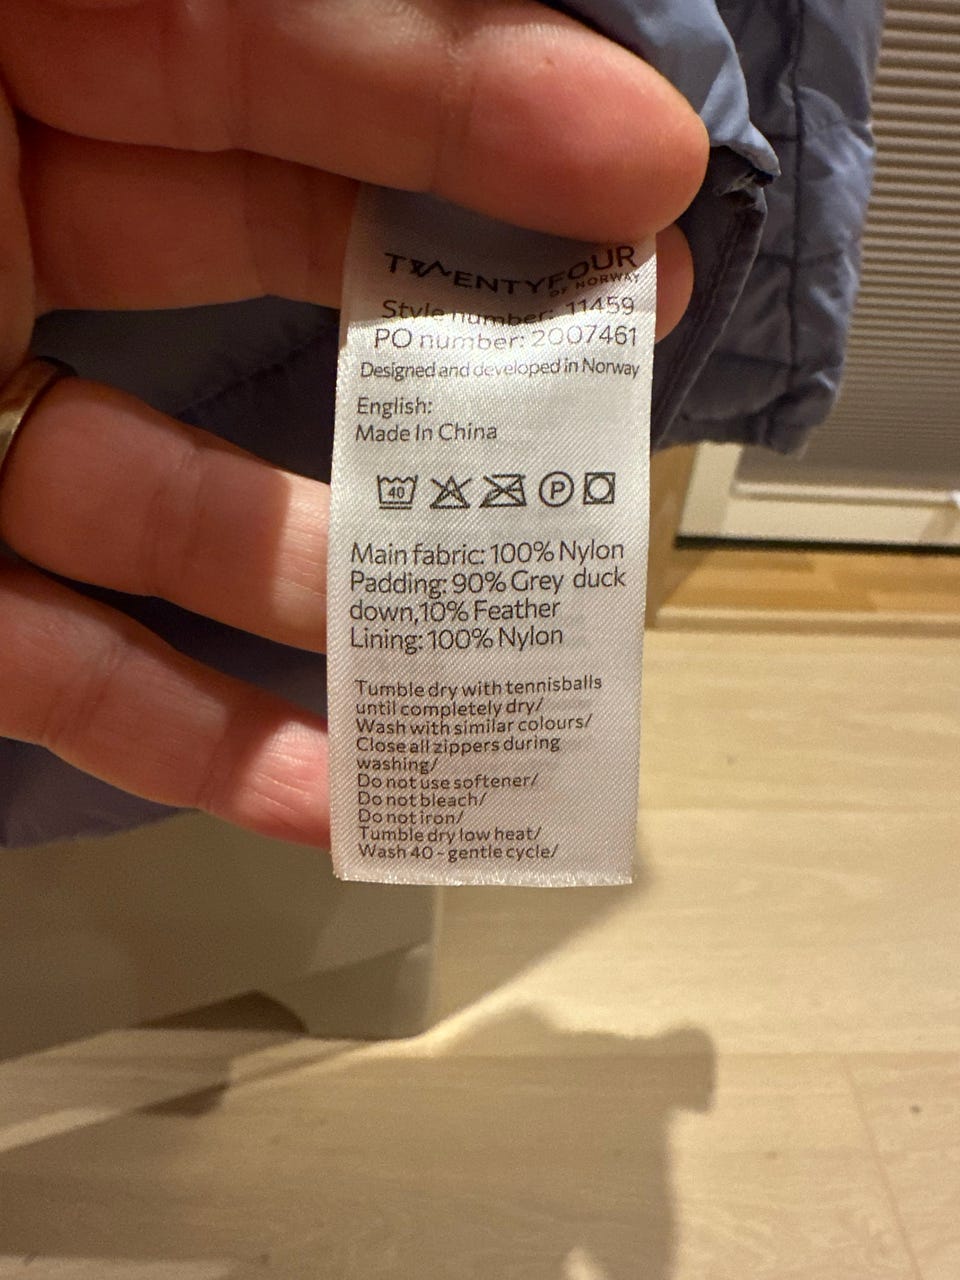 TWENTYFOUR
OF NORWAY
Style number: 11459
PO number: 2007461
Designed and developed in Norway
English:
Made In China
40 P
Main fabric: 100% Nylon
Padding: 90% Grey duck
down,10% Feather
Lining: 100% Nylon
Tumble dry with tennisballs
until completely dry/
Wash with similar colours/
Close all zippers during
washing/
Do not use softener/
Do not bleach/
Do not iron/
Tumble dry low heat/
Wash 40 - gentle cycle/